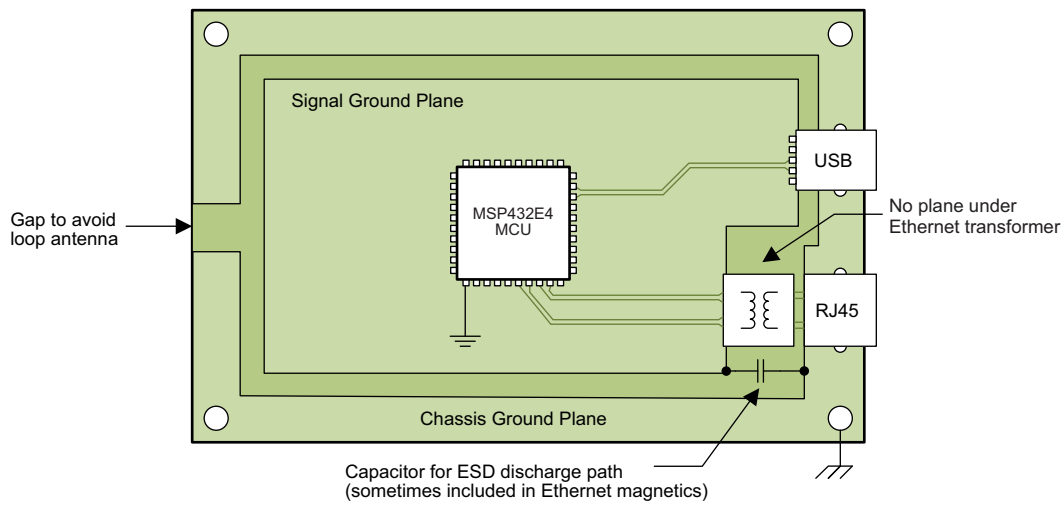 Signal Ground Plane
USB
MSP432E4
MCU
Gap to avoid
loop antenna
No plane under
Ethernet transformer
RJ45
Chassis Ground Plane
Capacitor for ESD discharge path
(sometimes included in Ethernet magnetics)